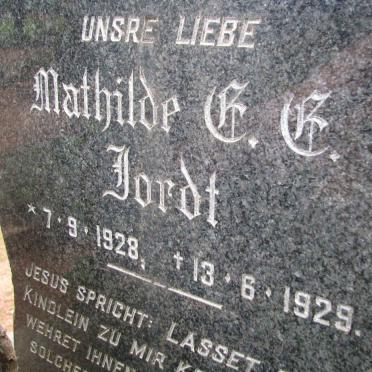 UNSRE LIEBE
Mathilde E. E.
Jordt
* 7·9·1928, † 13·6·1929.
JESUS SPRICHT: LASSET
KINDLEIN ZU MIR
WEHRET IHNEN